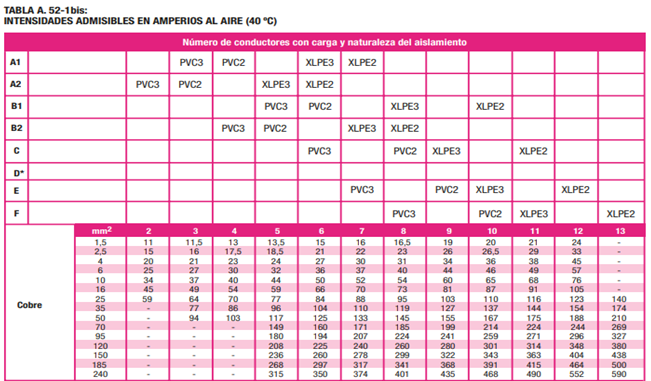 TABLA A. 52-1bis:
INTENSIDADES ADMISIBLES EN AMPERIOS AL AIRE (40 ºC)
Número de conductores con carga y naturaleza del aislamiento
A1 PVC3 PVC2 XLPE3 XLPE2
A2 PVC3 PVC2 XLPE3 XLPE2
B1 PVC3 PVC2 XLPE3 XLPE2
B2 PVC3 PVC2 XLPE3 XLPE2
C PVC3 PVC2 XLPE3 XLPE2
D*
E PVC3 PVC2 XLPE3 XLPE2
F PVC3 PVC2 XLPE3 XLPE2
mm² 2 3 4 5 6 7 8 9 10 11 12 13
1,5 11 11,5 13 13,5 15 16 16,5 19 20 21 24 -
2,5 15 16 17,5 18,5 21 22 23 26 26,5 29 33 -
4 20 21 23 24 27 30 31 34 36 38 45 -
6 25 27 30 32 36 37 40 44 46 49 57 -
10 34 37 40 44 50 52 54 60 65 68 76 -
16 45 49 54 59 66 70 73 81 87 91 105 -
Cobre 25 59 64 70 77 84 88 95 103 110 116 123 140
35 - 77 86 96 104 110 119 127 137 144 154 174
50 - 94 103 117 125 133 145 155 167 175 188 210
70 - - - 149 160 171 185 199 214 224 244 269
95 - - - 180 194 207 224 241 259 271 296 327
120 - - - 208 225 240 260 280 301 314 348 380
150 - - - 236 260 278 299 322 343 363 404 438
185 - - - 268 297 317 341 368 391 415 464 500
240 - - - 315 350 374 401 435 468 490 552 590